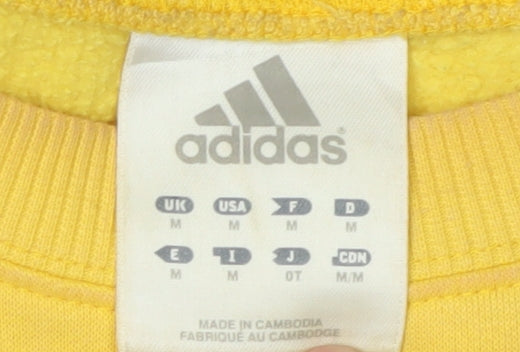 adidas®
UK USA F D
M M M M
E I J CDN
M M OT M/M
MADE IN CAMBODIA
FABRIQUÉ AU CAMBODGE